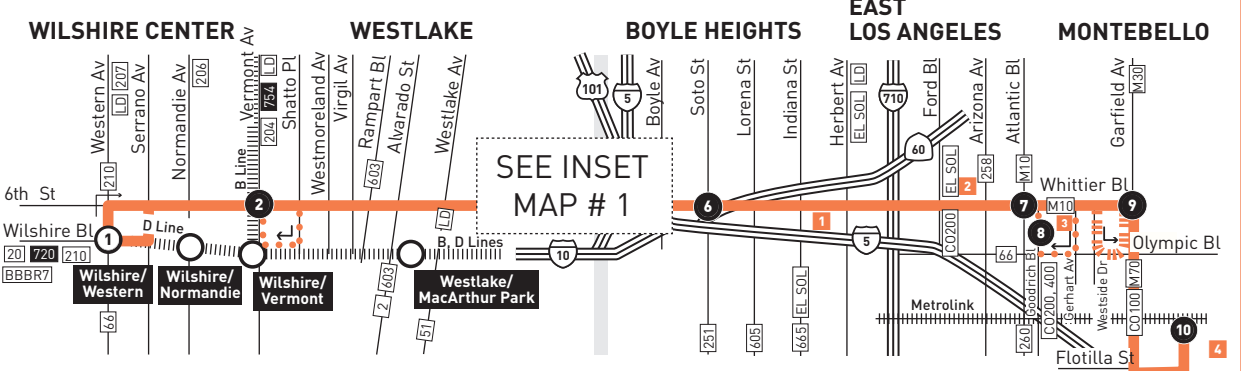 WILSHIRE CENTER
WESTLAKE
BOYLE HEIGHTS
EAST
LOS ANGELES
MONTEBELLO
Western Av
LD 207
Serrano Av
Normandie Av
206
Vermont Av
204 754 LD
Shatto Pl
Westmoreland Av
Virgil Av
Rampart Bl
Alvarado St
Westlake Av
101
5
Boyle Av
Soto St
Lorena St
Indiana St
Herbert Av
EL SOL LD
710
Ford Bl
Arizona Av
Atlantic Bl
Garfield Av
M30
210
B Line
603
SEE INSET
MAP # 1
60
EL SOL
2
258
M10
Whittier Bl
6th St
2
6
7
M10
9
1
3
8
Wilshire Bl
1
D Line
LD
B, D Lines
10
5
CO200
66
Olympic Bl
20 720 210
BBBR7
Wilshire/
Western
Wilshire/
Normandie
Wilshire/
Vermont
Westlake/
MacArthur Park
2 603
51
66
251
605
665 EL SOL
Metrolink
260
Goodrich Bl
CO200, 400
Gerhart Av
Westside Dr
CO100 M70
10
Flotilla St
4